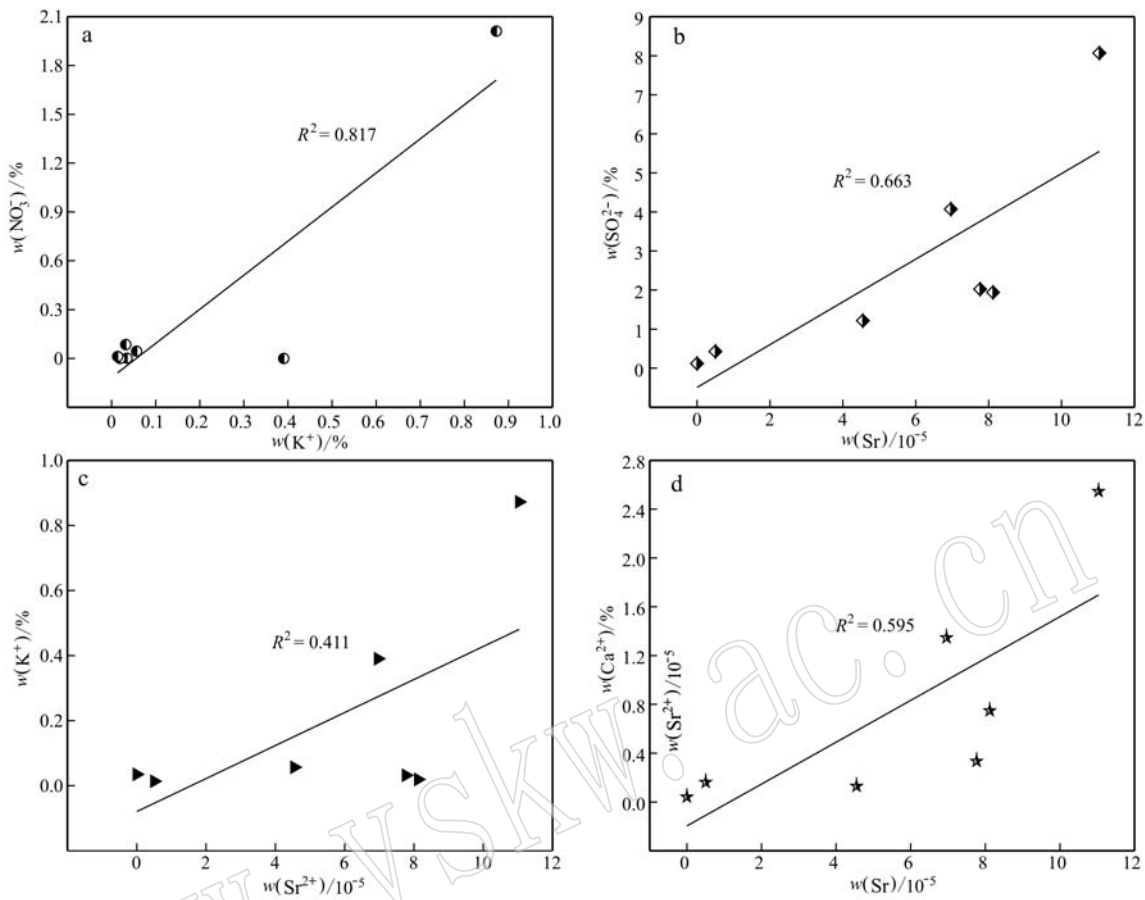 a
2.1
1.8
1.5
1.2
0.9
0.6
0.3
0
w(NO₃⁻)/%
R² = 0.817
0 0.1 0.2 0.3 0.4 0.5 0.6 0.7 0.8 0.9 1.0
w(K⁺)/%
b
9
8
7
6
5
4
3
2
1
0
w(SO₄²⁻)/%
R² = 0.663
0 2 4 6 8 10 12
w(Sr)/10⁻⁵
c
1.0
0.8
0.6
0.4
0.2
0.0
w(K⁺)/%
R² = 0.411
0 2 4 6 8 10 12
w(Sr²⁺)/10⁻⁵
d
2.8
2.4
2.0
1.6
1.2
0.8
0.4
0.0
w(Ca²⁺)/%
w(Sr²⁺)/10⁻⁵
R² = 0.595
0 2 4 6 8 10 12
w(Sr)/10⁻⁵
w.vskw.ac.cn